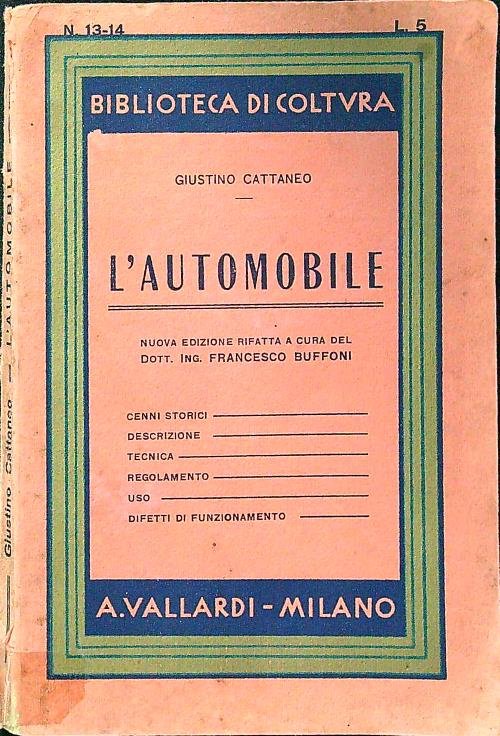 N. 13-14
L. 5
BIBLIOTECA DI COLTVRA
GIUSTINO CATTANEO
L'AUTOMOBILE
NUOVA EDIZIONE RIFATTA A CURA DEL
DOTT. ING. FRANCESCO BUFFONI
CENNI STORICI
DESCRIZIONE
TECNICA
REGOLAMENTO
USO
DIFETTI DI FUNZIONAMENTO
A. VALLARDI - MILANO
Giustino Cattaneo — L'AUTOMOBILE